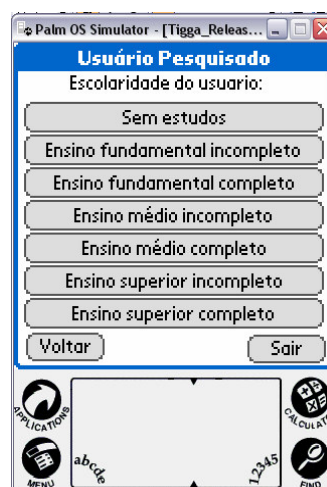 Palm OS Simulator - [Tigga_Releas...
Usuário Pesquisado
Escolaridade do usuario:
Sem estudos
Ensino fundamental incompleto
Ensino fundamental completo
Ensino médio incompleto
Ensino médio completo
Ensino superior incompleto
Ensino superior completo
Voltar
Sair
APPLICATIONS
CALCULAT
MENU
abcde
12345
FIND